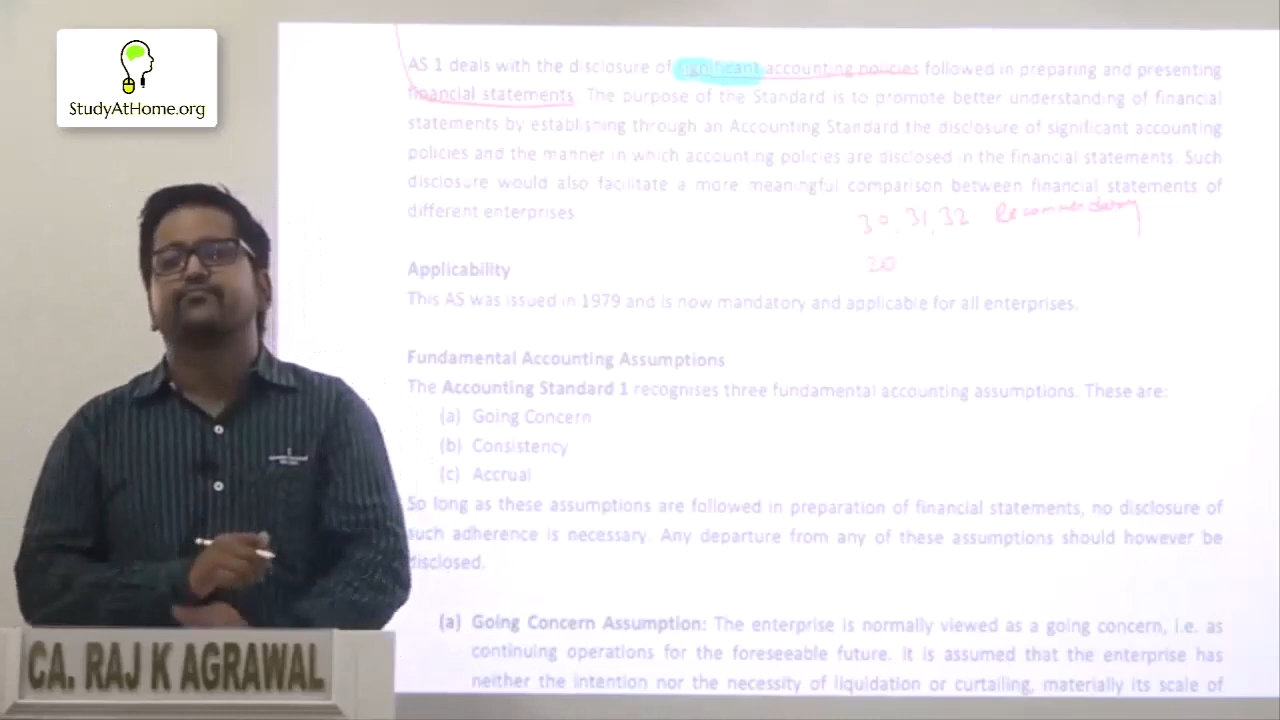 StudyAtHome.org
AS 1 deals with the disclosure of significant accounting policies followed in preparing and presenting
financial statements. The purpose of the Standard is to promote better understanding of financial
statements by establishing through an Accounting Standard the disclosure of significant accounting
policies and the manner in which accounting policies are disclosed in the financial statements. Such
disclosure would also facilitate a more meaningful comparison between financial statements of
different enterprises
30, 31, 32 Recommendatory
20
Applicability
This AS was issued in 1979 and is now mandatory and applicable for all enterprises.
Fundamental Accounting Assumptions
The Accounting Standard 1 recognises three fundamental accounting assumptions. These are:
(a) Going Concern
(b) Consistency
(c) Accrual
So long as these assumptions are followed in preparation of financial statements, no disclosure of
such adherence is necessary. Any departure from any of these assumptions should however be
disclosed.
(a) Going Concern Assumption: The enterprise is normally viewed as a going concern, i.e. as
continuing operations for the foreseeable future. It is assumed that the enterprise has
neither the intention nor the necessity of liquidation or curtailing, materially its scale of
CA. RAJ K AGRAWAL